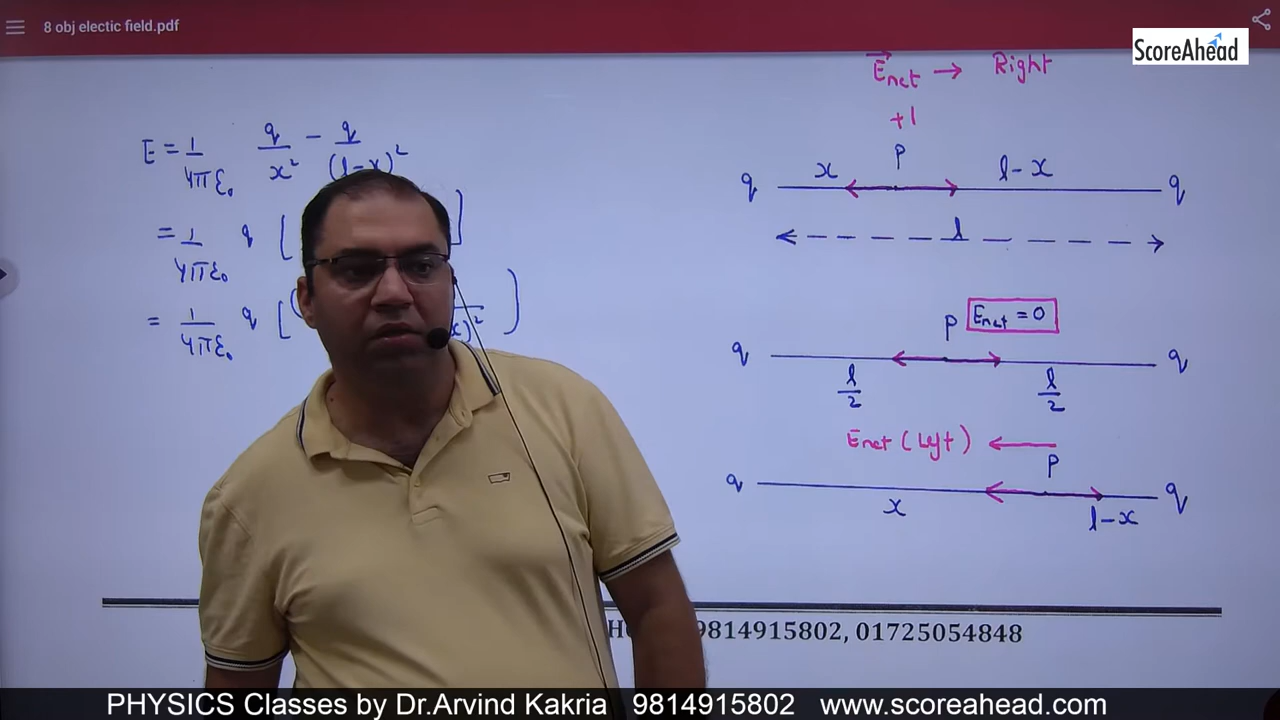 8 obj electic field.pdf
ScoreAhead
E = 1/4πε₀ q/x² − q/(l−x)²
= 1/4πε₀ q [ ]
= 1/4πε₀ q [( x)² )
E⃗net → Right
+1
P
q x l−x q
l
P Enet = 0
q q
l/2 l/2
Enet (Left) ←
P
q x l−x q
9814915802, 01725054848
PHYSICS Classes by Dr.Arvind Kakria 9814915802 www.scoreahead.com